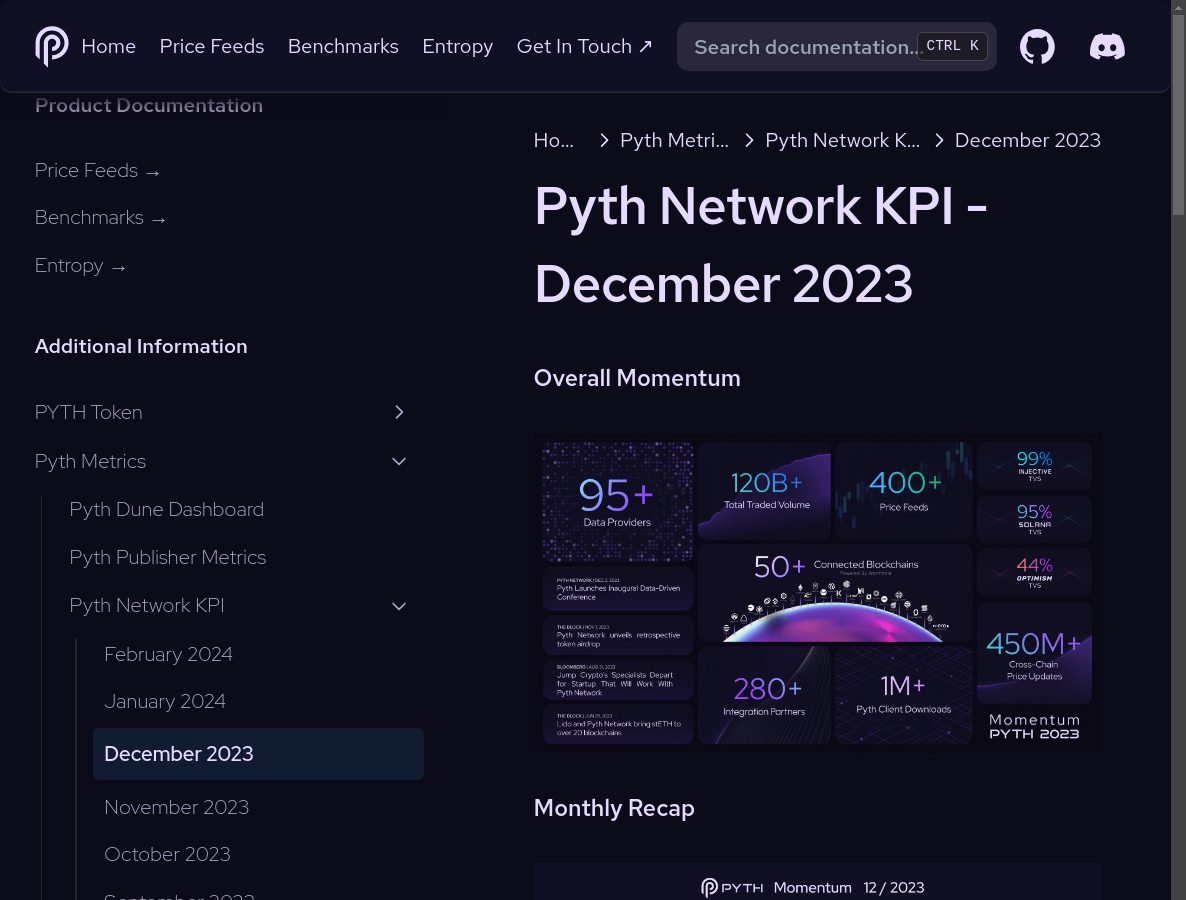 Home
Price Feeds
Benchmarks
Entropy
Get In Touch ↗
Search documentation...
CTRL K
Product Documentation
Price Feeds →
Benchmarks →
Entropy →
Additional Information
PYTH Token
Pyth Metrics
Pyth Dune Dashboard
Pyth Publisher Metrics
Pyth Network KPI
February 2024
January 2024
December 2023
November 2023
October 2023
September 2023
Ho...
Pyth Metri...
Pyth Network K...
December 2023
Pyth Network KPI -
December 2023
Overall Momentum
95+
Data Providers
PYTH NETWORK | DEC 2, 2023
Pyth Launches Inaugural Data-Driven
Conference
THE BLOCK | NOV 1, 2023
Pyth Network unveils retrospective
token airdrop
BLOOMBERG | AUG 31, 2023
Jump Crypto's Specialists Depart
for Startup That Will Work With
Pyth Network
THE BLOCK | JUN 29, 2023
Lido and Pyth Network bring stETH to
over 20 blockchains
120B+
Total Traded Volume
400+
Price Feeds
50+ Connected Blockchains
Powered By Wormhole
280+
Integration Partners
1M+
Pyth Client Downloads
99%
INJECTIVE
TVS
95%
SOLANA
TVS
44%
OPTIMISM
TVS
450M+
Cross-Chain
Price Updates
Momentum
PYTH 2023
Monthly Recap
PYTH Momentum 12 / 2023